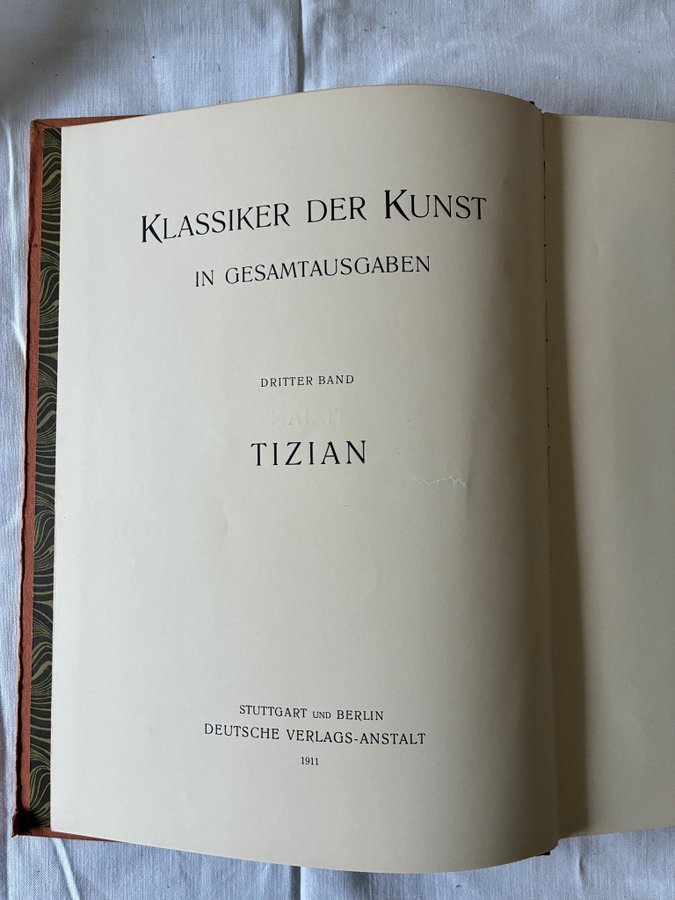 KLASSIKER DER KUNST
IN GESAMTAUSGABEN
DRITTER BAND
TIZIAN
STUTTGART UND BERLIN
DEUTSCHE VERLAGS-ANSTALT
1911